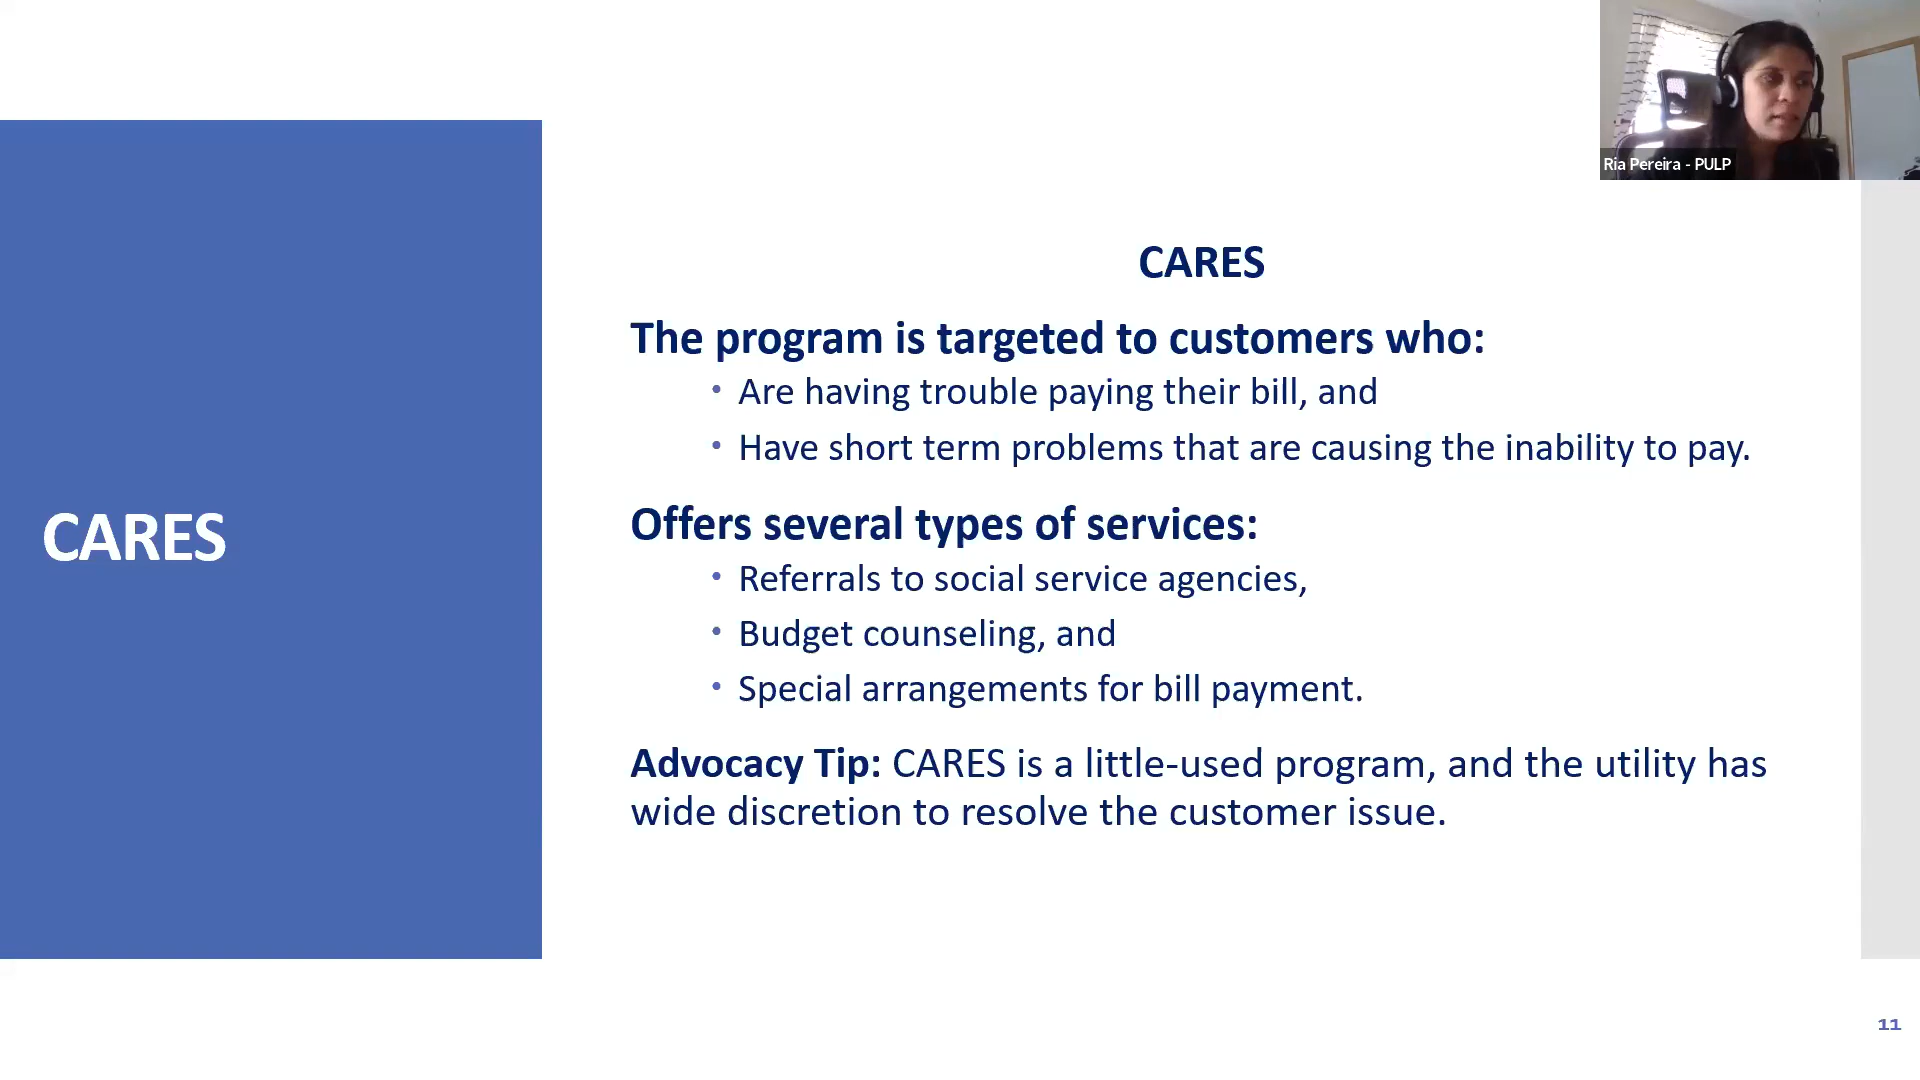 Ria Pereira - PULP
CARES
CARES
The program is targeted to customers who:
• Are having trouble paying their bill, and
• Have short term problems that are causing the inability to pay.
Offers several types of services:
• Referrals to social service agencies,
• Budget counseling, and
• Special arrangements for bill payment.
Advocacy Tip: CARES is a little-used program, and the utility has
wide discretion to resolve the customer issue.
11